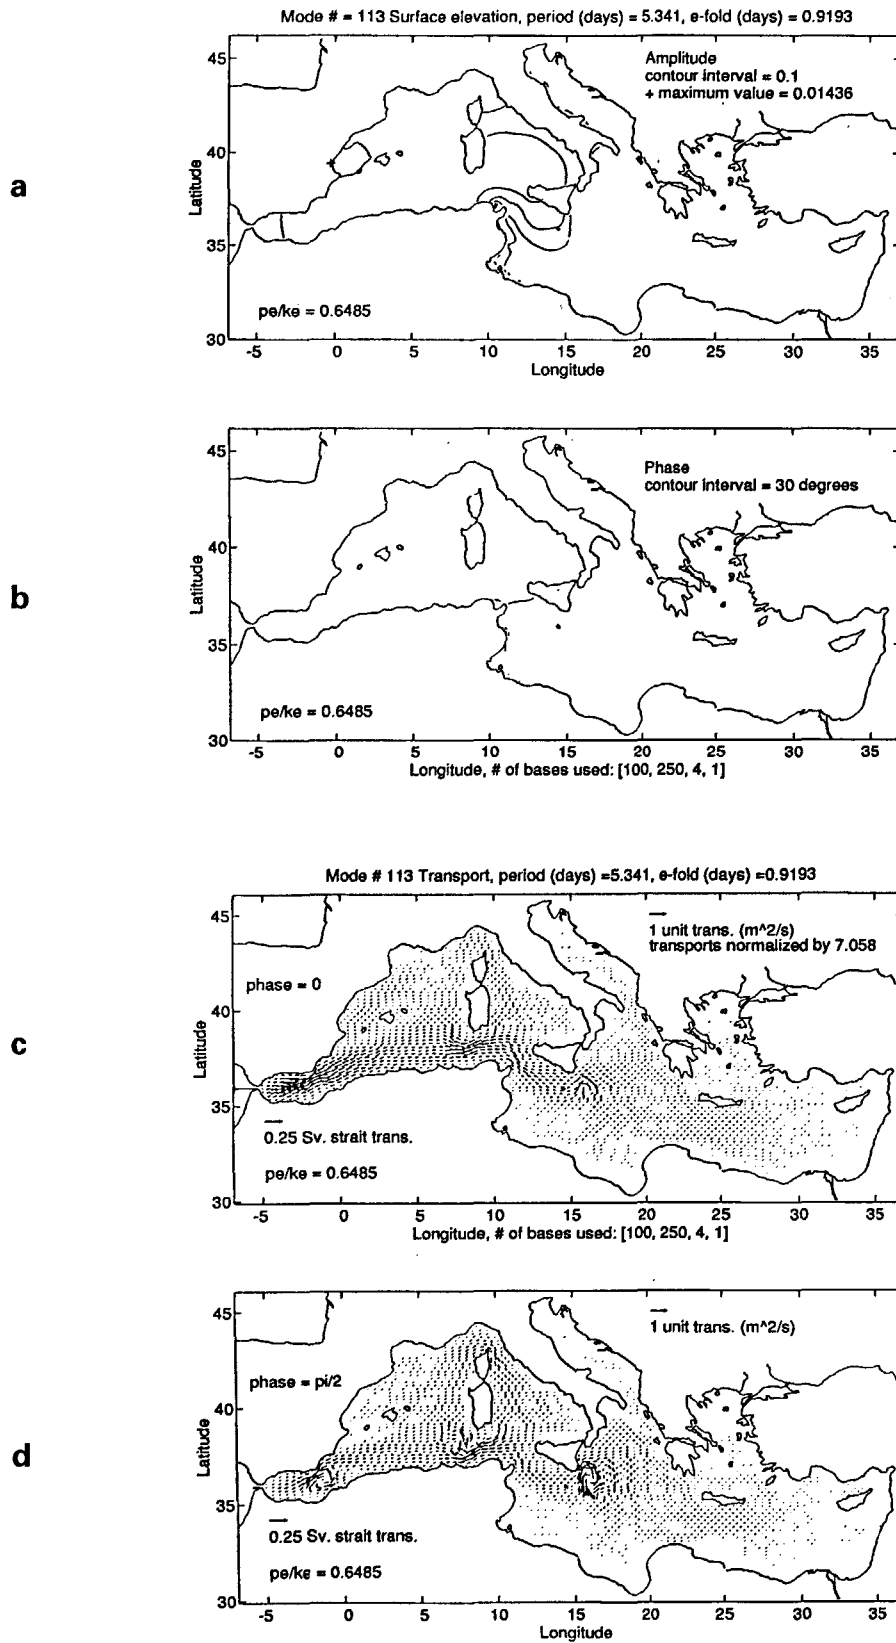 Mode # = 113 Surface elevation, period (days) = 5.341, e-fold (days) = 0.9193
a
Amplitude
contour interval = 0.1
+ maximum value = 0.01436
45
40
35
30
Latitude
pe/ke = 0.6485
-5 0 5 10 15 20 25 30 35
Longitude
b
Phase
contour interval = 30 degrees
45
40
35
30
Latitude
pe/ke = 0.6485
-5 0 5 10 15 20 25 30 35
Longitude, # of bases used: [100, 250, 4, 1]
Mode # 113 Transport, period (days) =5.341, e-fold (days) =0.9193
c
1 unit trans. (m^2/s)
transports normalized by 7.058
phase = 0
45
40
35
30
Latitude
0.25 Sv. strait trans.
pe/ke = 0.6485
-5 0 5 10 15 20 25 30 35
Longitude, # of bases used: [100, 250, 4, 1]
d
1 unit trans. (m^2/s)
phase = pi/2
45
40
35
30
Latitude
0.25 Sv. strait trans.
pe/ke = 0.6485
-5 0 5 10 15 20 25 30 35
Longitude